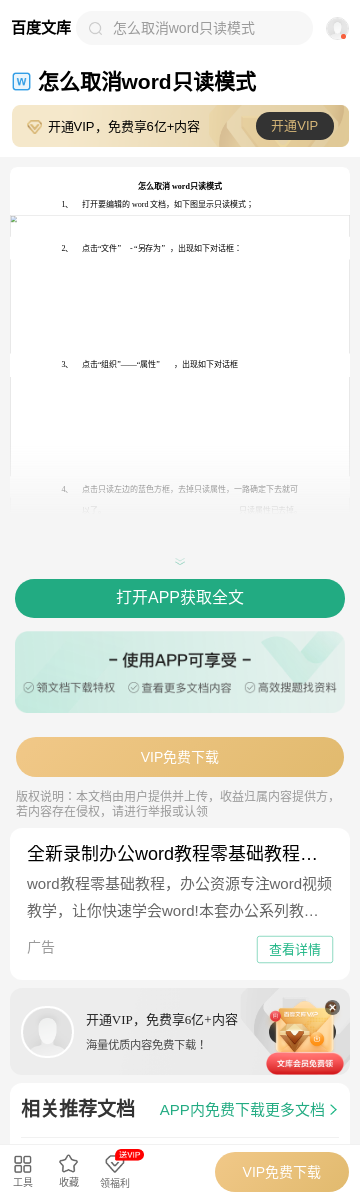 百度文库
怎么取消word只读模式
怎么取消word只读模式
开通VIP，免费享6亿+内容
开通VIP
怎么取消 word只读模式
1、 打开要编辑的 word 文档，如下图显示只读模式；
2、 点击“文件” - “另存为” ，出现如下对话框：
3、 点击“组织”——“属性” ，出现如下对话框
4、 点击只读左边的蓝色方框，去掉只读属性，一路确定下去就可
打开APP获取全文
- 使用APP可享受 -
领文档下载特权
查看更多文档内容
高效搜题找资料
VIP免费下载
版权说明：本文档由用户提供并上传，收益归属内容提供方，
若内容存在侵权，请进行举报或认领
全新录制办公word教程零基础教程…
word教程零基础教程，办公资源专注word视频
教学，让你快速学会word!本套办公系列教…
广告
查看详情
开通VIP，免费享6亿+内容
海量优质内容免费下载！
文库会员免费领
相关推荐文档
APP内免费下载更多文档
工具
收藏
送VIP
领福利
VIP免费下载